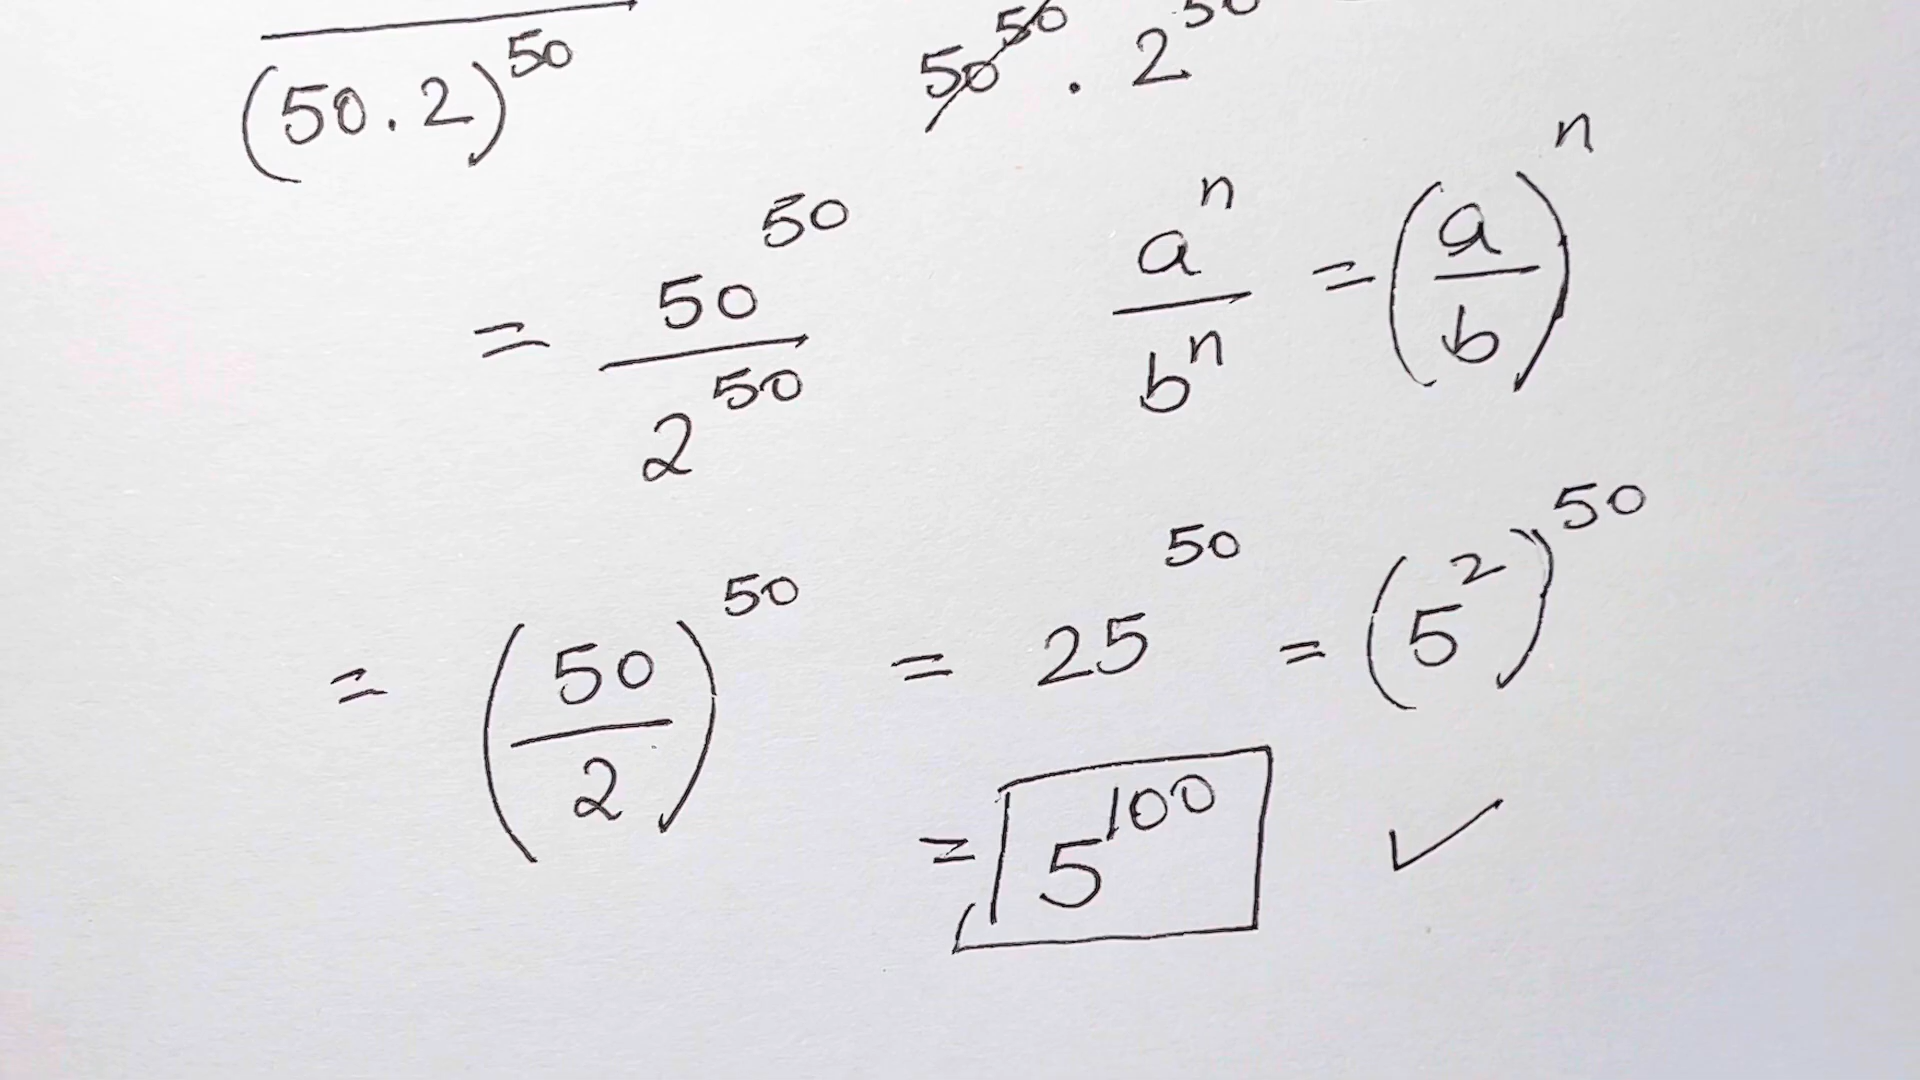 (50.2)^50 50^50 . 2^50
= 50^50 / 2^50 a^n / b^n = (a/b)^n
= (50/2)^50 = 25^50 = (5^2)^50
= 5^100 ✓